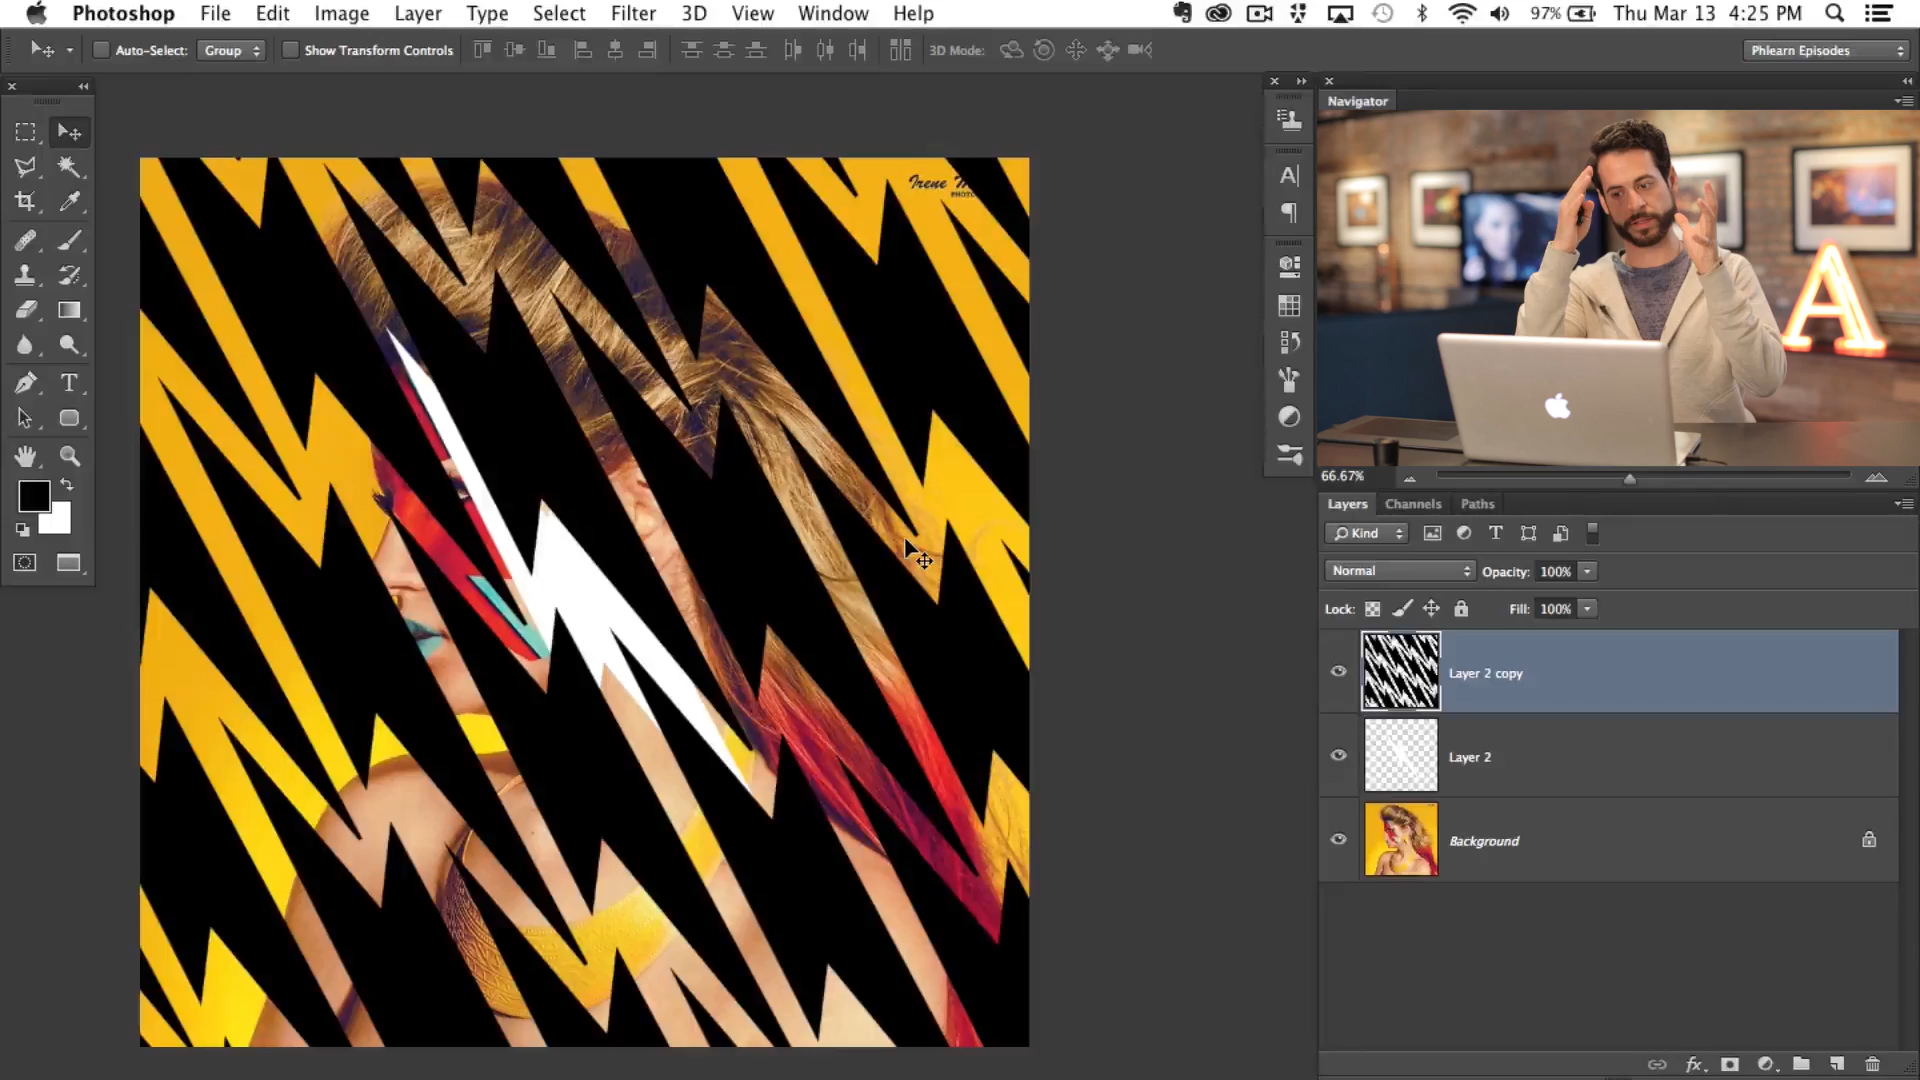 Photoshop File Edit Image Layer Type Select Filter 3D View Window Help 97% Thu Mar 13 4:25 PM
Auto-Select: Group Show Transform Controls 3D Mode: Phlearn Episodes
Navigator
Irene M
PHOTO
A
66.67%
Layers Channels Paths
Kind
Normal Opacity: 100%
Lock: Fill: 100%
Layer 2 copy
Layer 2
Background